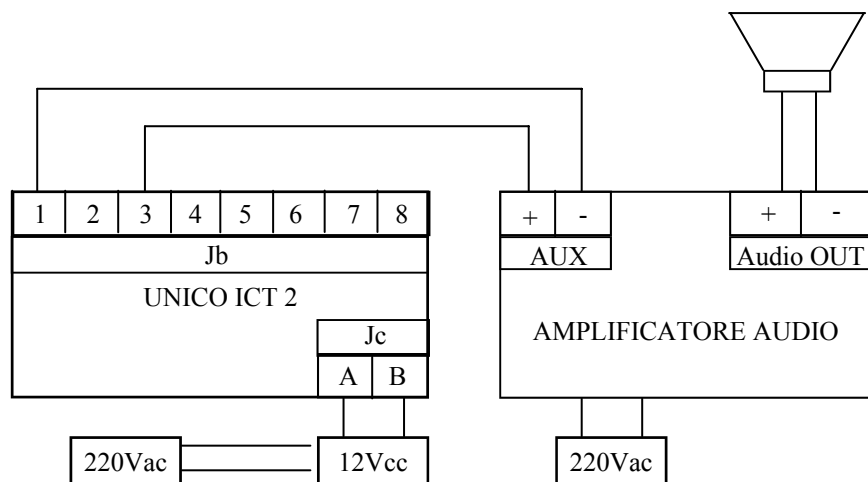 1 2 3 4 5 6 7 8
+ -
+ -
Jb
AUX
Audio OUT
UNICO ICT 2
AMPLIFICATORE AUDIO
Jc
A B
220Vac
12Vcc
220Vac